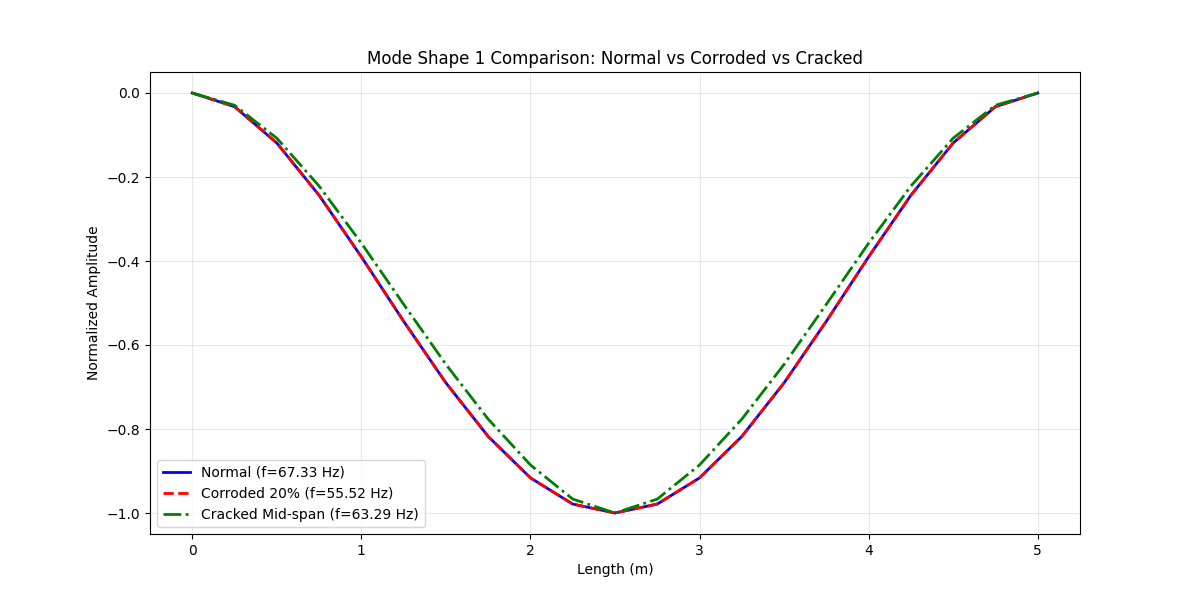 Mode Shape 1 Comparison: Normal vs Corroded vs Cracked
Normalized Amplitude
0.0
−0.2
−0.4
−0.6
−0.8
−1.0
Normal (f=67.33 Hz)
Corroded 20% (f=55.52 Hz)
Cracked Mid-span (f=63.29 Hz)
0 1 2 3 4 5
Length (m)